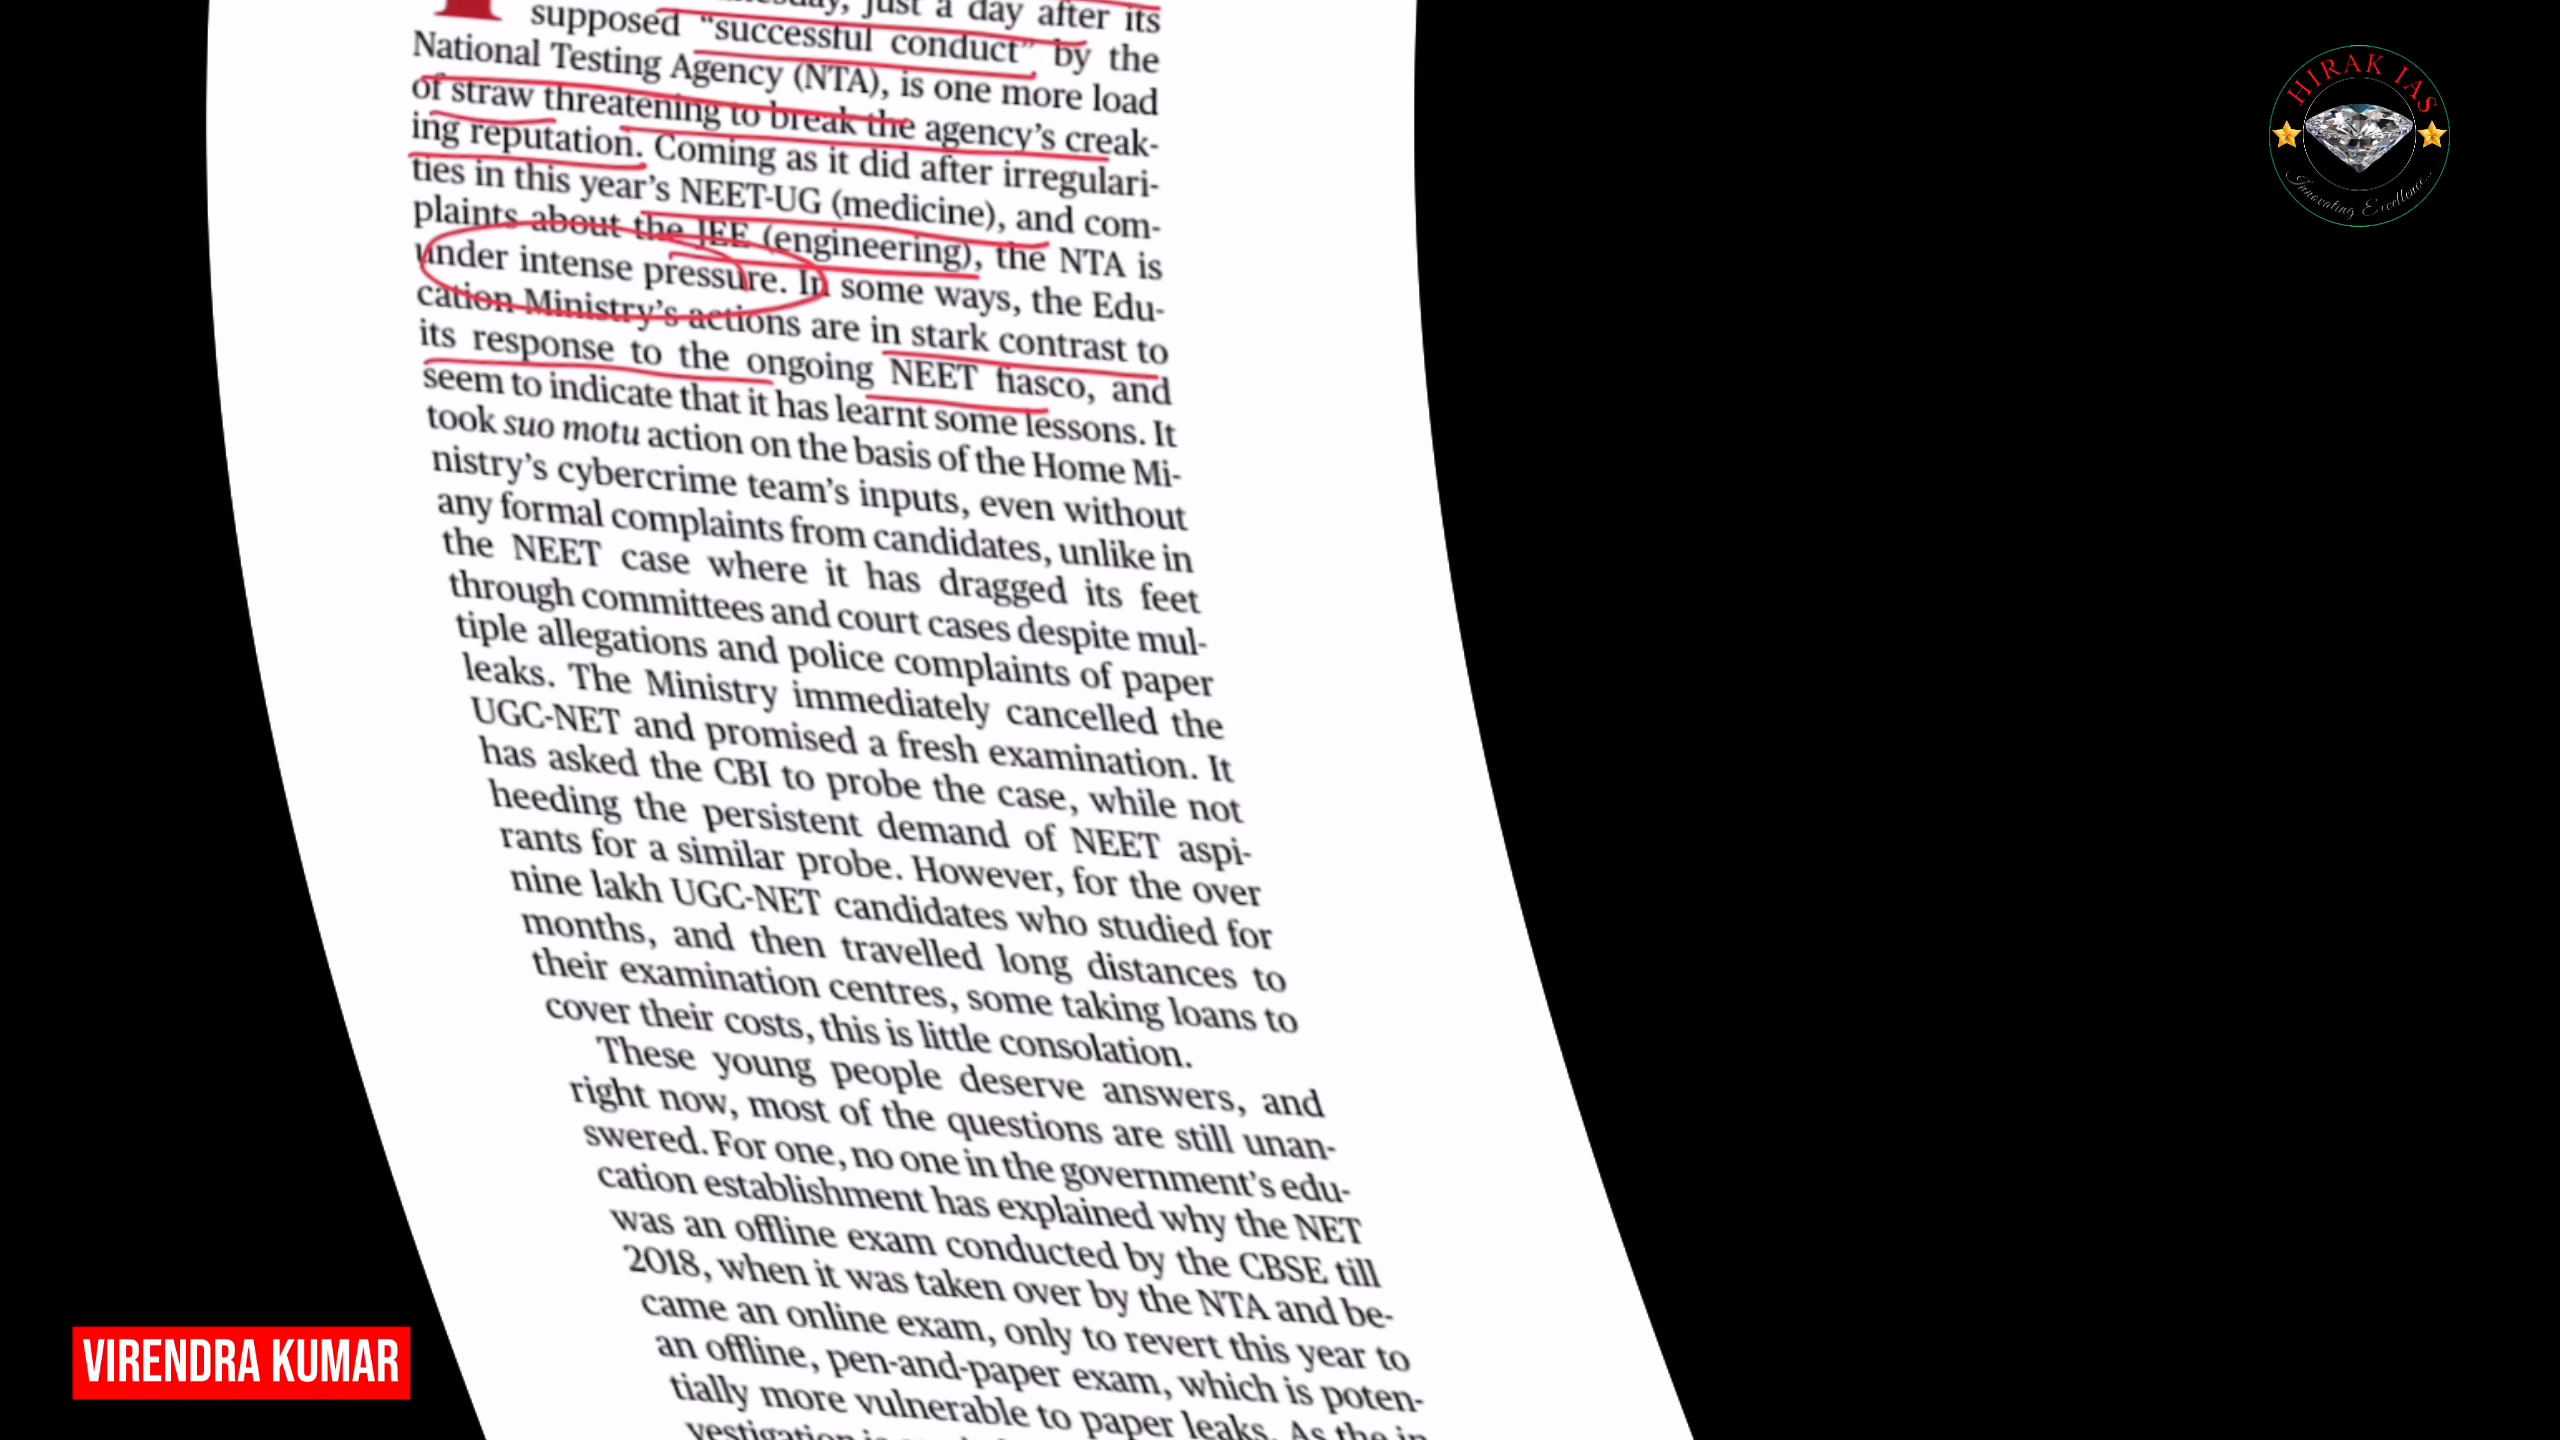 just a day after its
supposed “successful conduct” by the
National Testing Agency (NTA), is one more load
of straw threatening to break the agency’s creak-
ing reputation. Coming as it did after irregulari-
ties in this year’s NEET-UG (medicine), and com-
plaints about the JEE (engineering), the NTA is
under intense pressure. In some ways, the Edu-
cation Ministry’s actions are in stark contrast to
its response to the ongoing NEET fiasco, and
seem to indicate that it has learnt some lessons. It
took suo motu action on the basis of the Home Mi-
nistry’s cybercrime team’s inputs, even without
any formal complaints from candidates, unlike in
the NEET case where it has dragged its feet
through committees and court cases despite mul-
tiple allegations and police complaints of paper
leaks. The Ministry immediately cancelled the
UGC-NET and promised a fresh examination. It
has asked the CBI to probe the case, while not
heeding the persistent demand of NEET aspi-
rants for a similar probe. However, for the over
nine lakh UGC-NET candidates who studied for
months, and then travelled long distances to
their examination centres, some taking loans to
cover their costs, this is little consolation.
These young people deserve answers, and
right now, most of the questions are still unan-
swered. For one, no one in the government’s edu-
cation establishment has explained why the NET
was an offline exam conducted by the CBSE till
2018, when it was taken over by the NTA and be-
came an online exam, only to revert this year to
an offline, pen-and-paper exam, which is poten-
tially more vulnerable to paper leaks. As the in
HIRAK IAS
Innovating Excellence...
VIRENDRA KUMAR